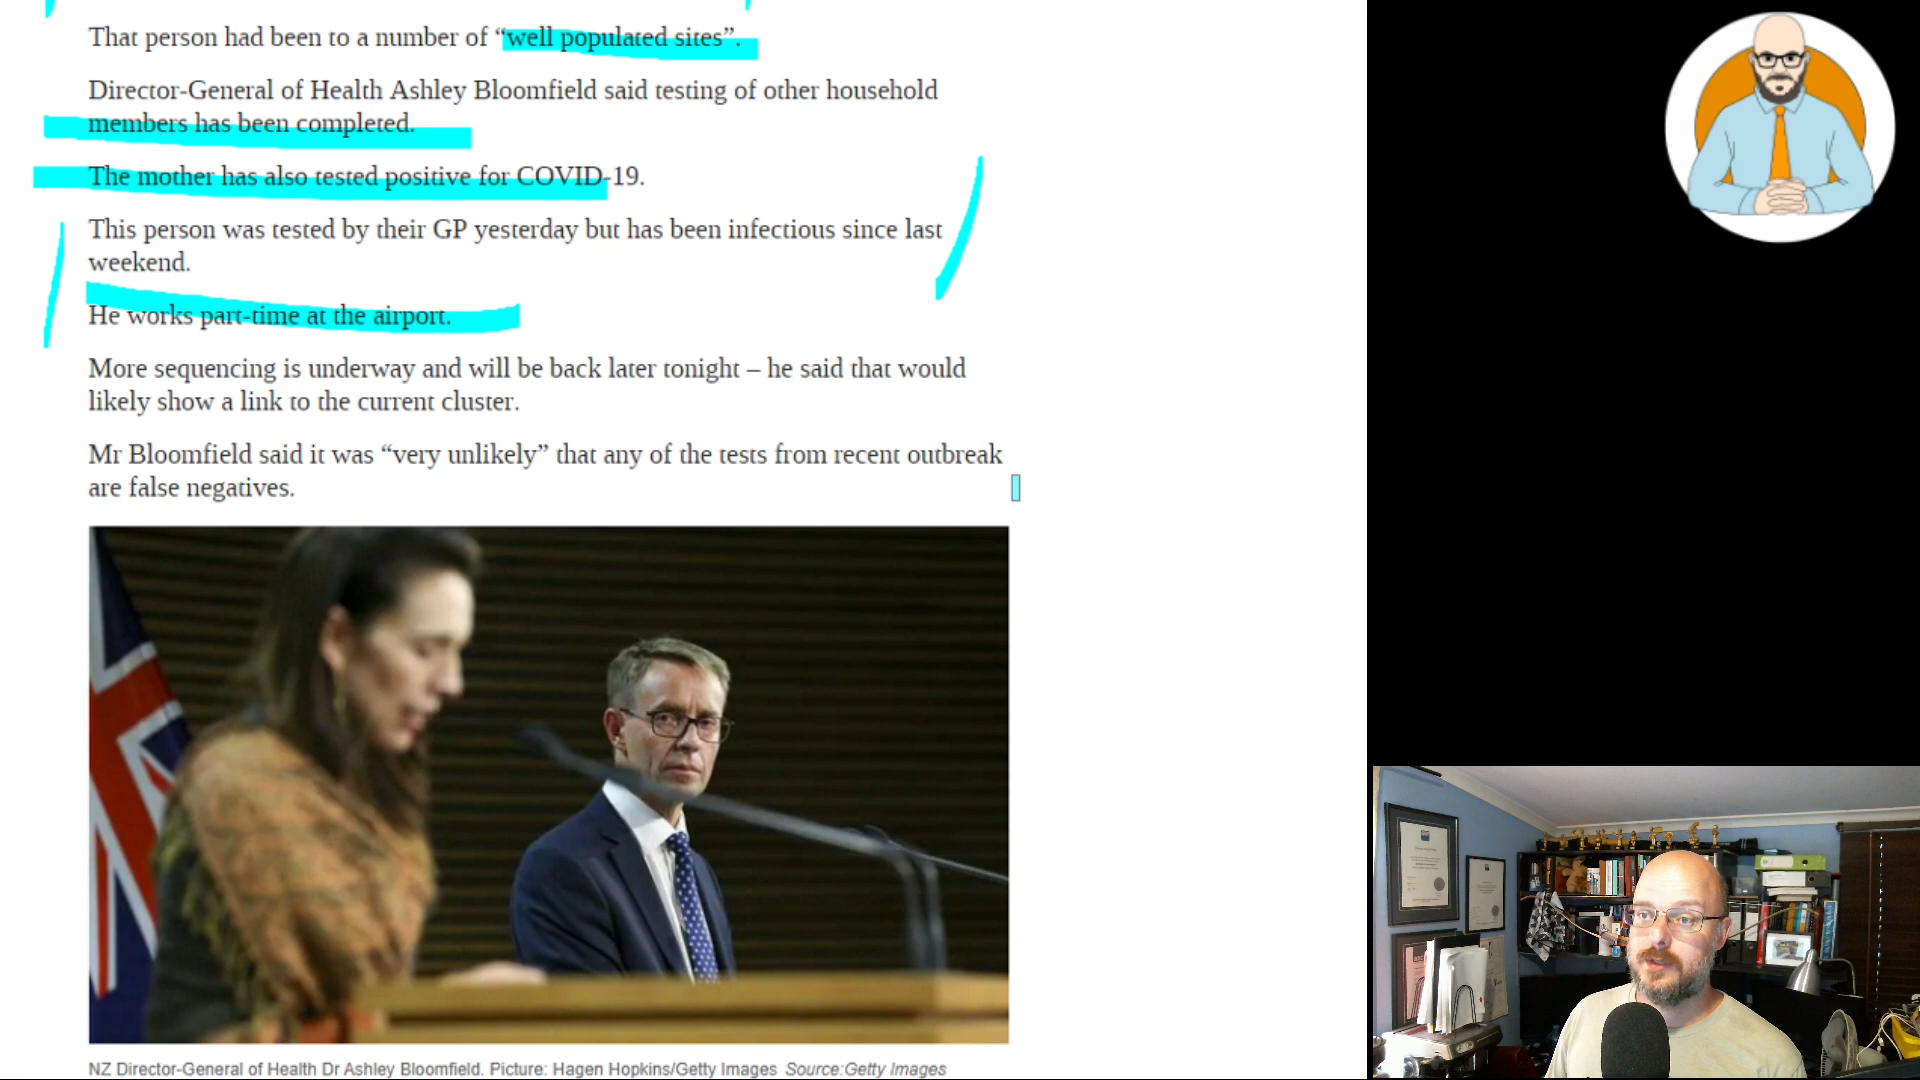 That person had been to a number of “well populated sites”.
Director-General of Health Ashley Bloomfield said testing of other household
members has been completed.
The mother has also tested positive for COVID-19.
This person was tested by their GP yesterday but has been infectious since last
weekend.
He works part-time at the airport.
More sequencing is underway and will be back later tonight – he said that would
likely show a link to the current cluster.
Mr Bloomfield said it was “very unlikely” that any of the tests from recent outbreak
are false negatives.
NZ Director-General of Health Dr Ashley Bloomfield. Picture: Hagen Hopkins/Getty Images Source:Getty Images